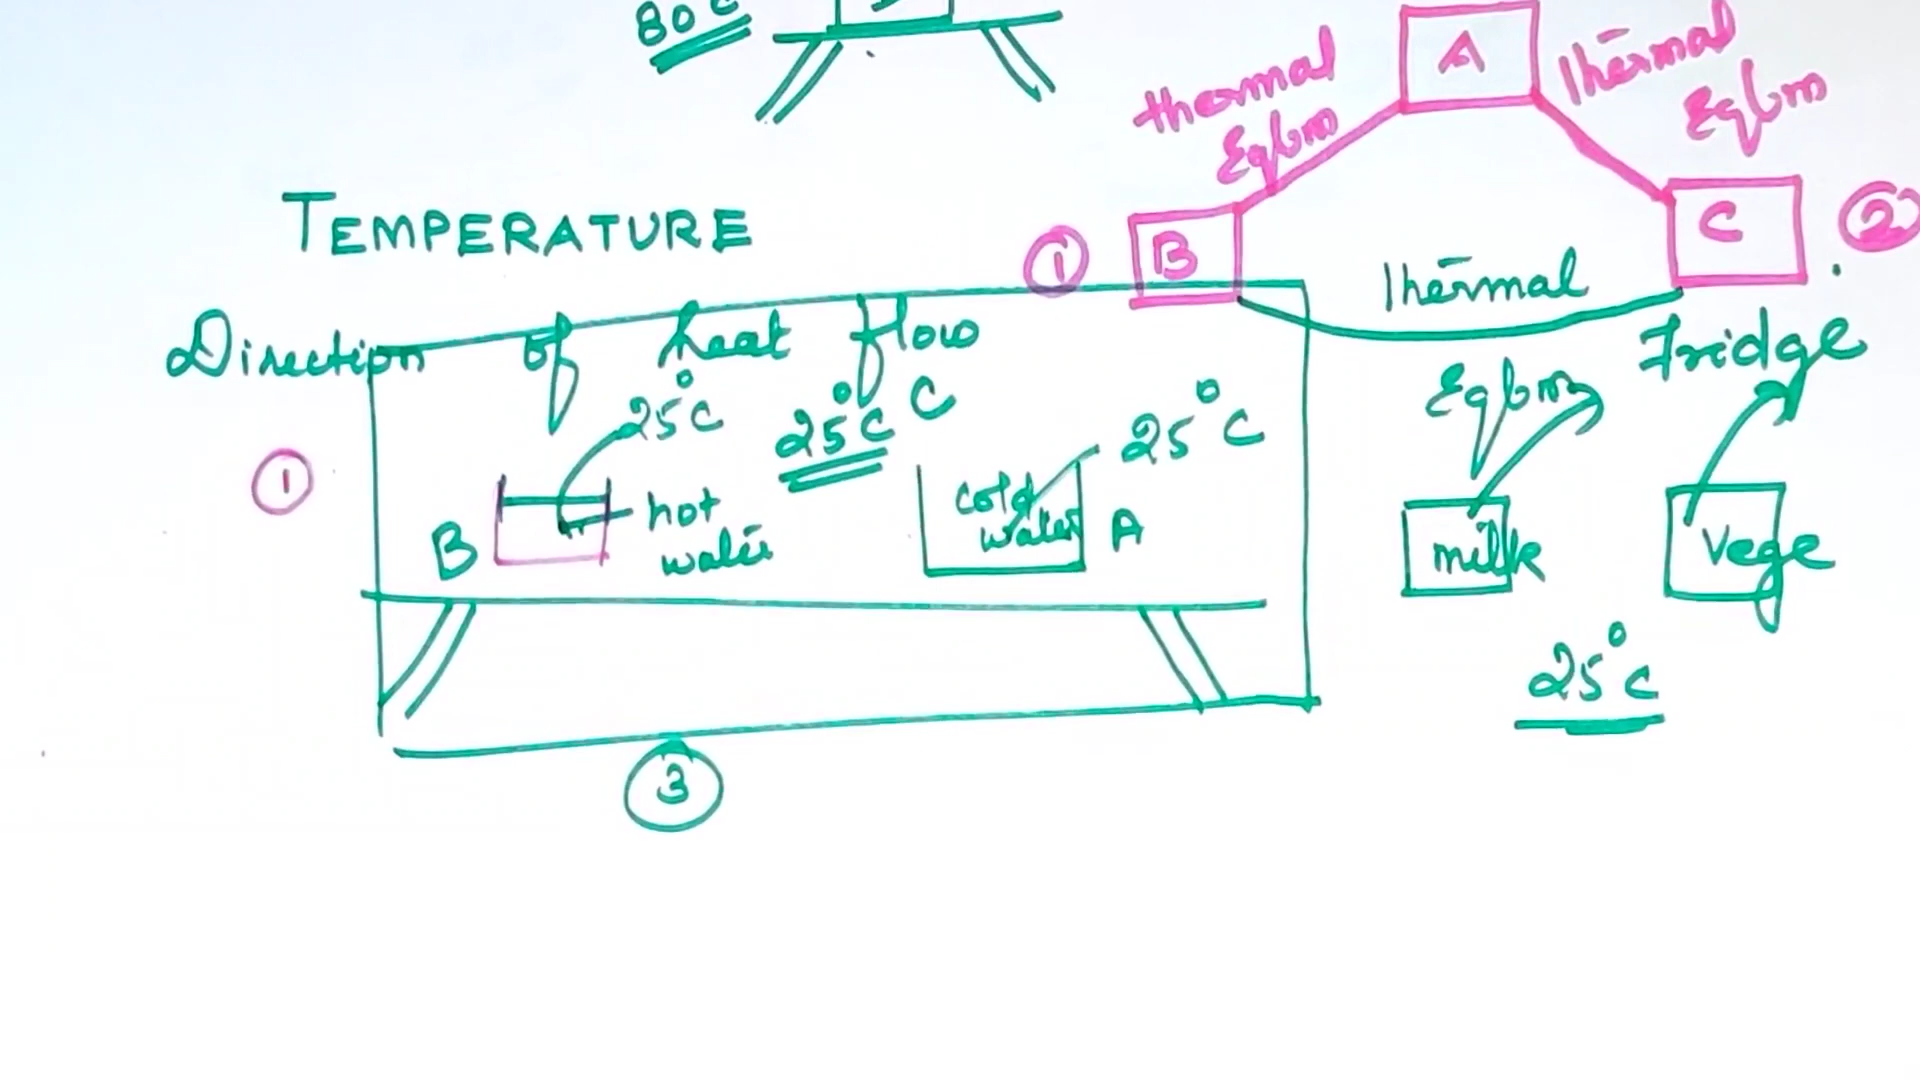 80°C
A
thermal
Eqbm
thermal
Eqbm
TEMPERATURE
1
B
C
2
thermal
Eqbm
Direction of heat flow
Fridge
25°C
25°C
C
25°C
1
B
hot
water
cold
water
A
milk
Vege
25°C
3